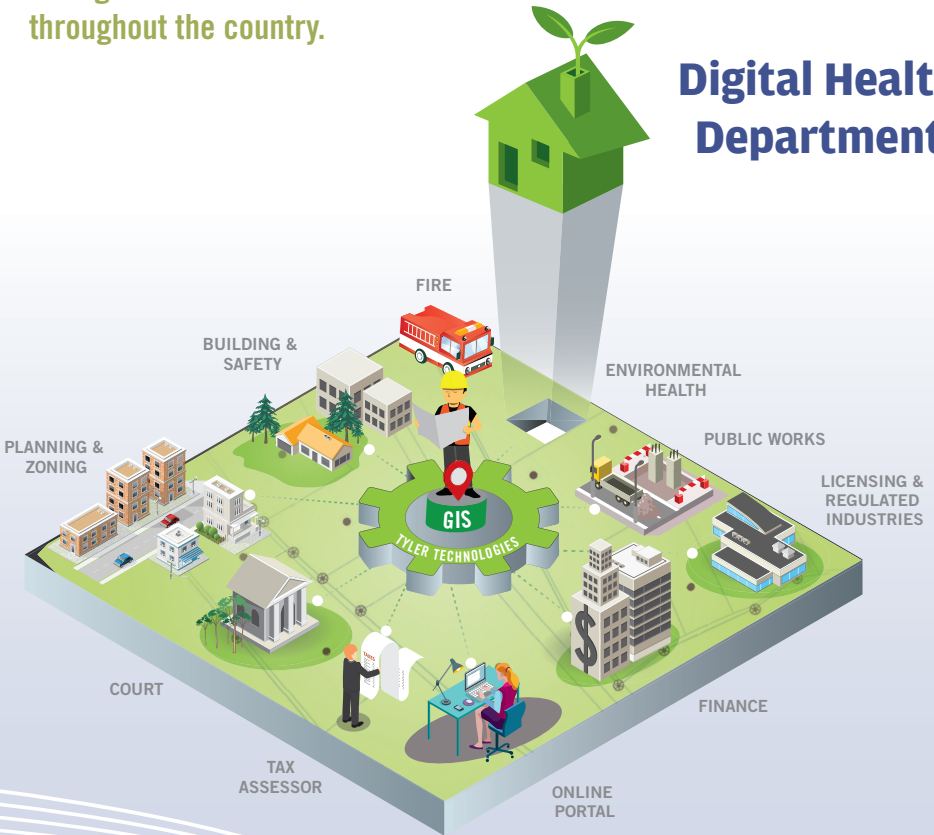 throughout the country.
Digital Healt
Department
FIRE
BUILDING &
SAFETY
ENVIRONMENTAL
HEALTH
PLANNING &
ZONING
PUBLIC WORKS
LICENSING &
REGULATED
INDUSTRIES
GIS
TYLER TECHNOLOGIES
TAXES
$
COURT
FINANCE
TAX
ASSESSOR
ONLINE
PORTAL